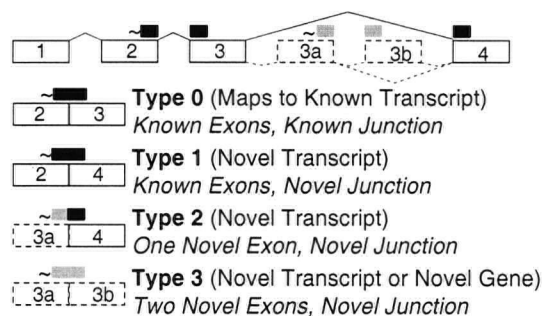 ~
1 2 3 3a 3b 4
~ Type 0 (Maps to Known Transcript)
2 3 Known Exons, Known Junction
~ Type 1 (Novel Transcript)
2 4 Known Exons, Novel Junction
~ Type 2 (Novel Transcript)
3a 4 One Novel Exon, Novel Junction
~ Type 3 (Novel Transcript or Novel Gene)
3a 3b Two Novel Exons, Novel Junction